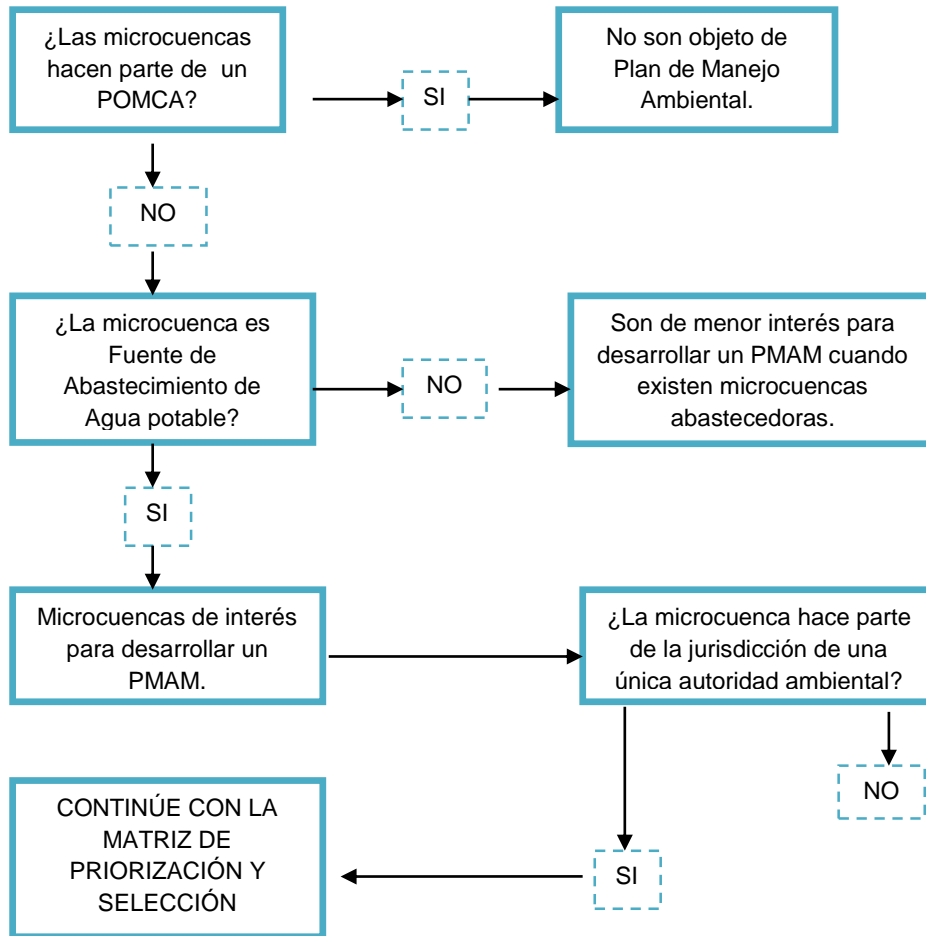 ¿Las microcuencas
hacen parte de un
POMCA?
SI
No son objeto de
Plan de Manejo
Ambiental.
NO
¿La microcuenca es
Fuente de
Abastecimiento de
Agua potable?
NO
Son de menor interés para
desarrollar un PMAM cuando
existen microcuencas
abastecedoras.
SI
Microcuencas de interés
para desarrollar un
PMAM.
¿La microcuenca hace parte
de la jurisdicción de una
única autoridad ambiental?
NO
SI
CONTINÚE CON LA
MATRIZ DE
PRIORIZACIÓN Y
SELECCIÓN